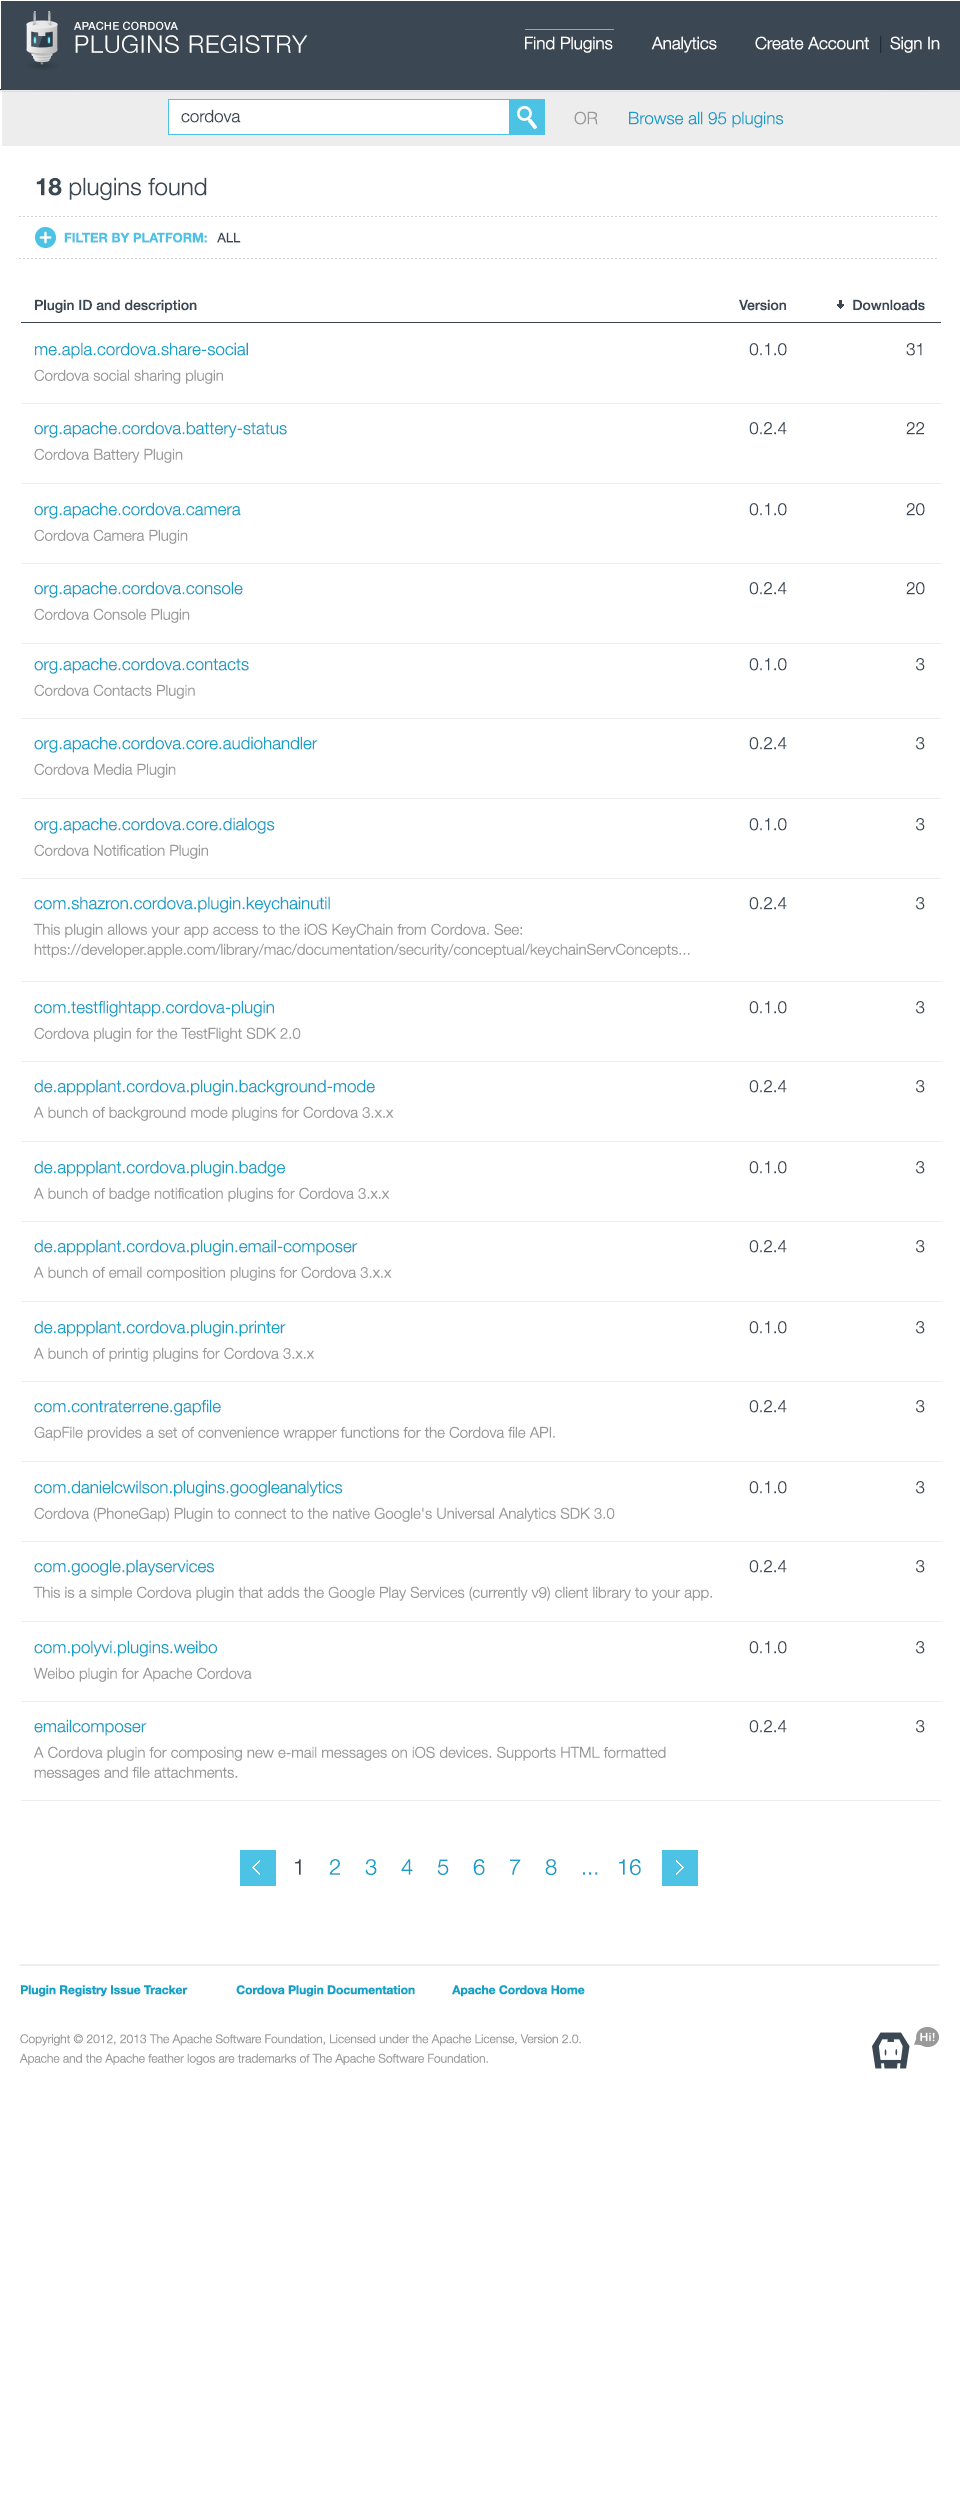 APACHE CORDOVA
PLUGINS REGISTRY
Find Plugins Analytics Create Account Sign In
cordova OR Browse all 95 plugins
18 plugins found
FILTER BY PLATFORM: ALL
Plugin ID and description Version Downloads
me.apla.cordova.share-social 0.1.0 31
Cordova social sharing plugin
org.apache.cordova.battery-status 0.2.4 22
Cordova Battery Plugin
org.apache.cordova.camera 0.1.0 20
Cordova Camera Plugin
org.apache.cordova.console 0.2.4 20
Cordova Console Plugin
org.apache.cordova.contacts 0.1.0 3
Cordova Contacts Plugin
org.apache.cordova.core.audiohandler 0.2.4 3
Cordova Media Plugin
org.apache.cordova.core.dialogs 0.1.0 3
Cordova Notification Plugin
com.shazron.cordova.plugin.keychainutil 0.2.4 3
This plugin allows your app access to the iOS KeyChain from Cordova. See:
https://developer.apple.com/library/mac/documentation/security/conceptual/keychainServConcepts...
com.testflightapp.cordova-plugin 0.1.0 3
Cordova plugin for the TestFlight SDK 2.0
de.appplant.cordova.plugin.background-mode 0.2.4 3
A bunch of background mode plugins for Cordova 3.x.x
de.appplant.cordova.plugin.badge 0.1.0 3
A bunch of badge notification plugins for Cordova 3.x.x
de.appplant.cordova.plugin.email-composer 0.2.4 3
A bunch of email composition plugins for Cordova 3.x.x
de.appplant.cordova.plugin.printer 0.1.0 3
A bunch of printig plugins for Cordova 3.x.x
com.contraterrene.gapfile 0.2.4 3
GapFile provides a set of convenience wrapper functions for the Cordova file API.
com.danielcwilson.plugins.googleanalytics 0.1.0 3
Cordova (PhoneGap) Plugin to connect to the native Google's Universal Analytics SDK 3.0
com.google.playservices 0.2.4 3
This is a simple Cordova plugin that adds the Google Play Services (currently v9) client library to your app.
com.polyvi.plugins.weibo 0.1.0 3
Weibo plugin for Apache Cordova
emailcomposer 0.2.4 3
A Cordova plugin for composing new e-mail messages on iOS devices. Supports HTML formatted
messages and file attachments.
1 2 3 4 5 6 7 8 ... 16
Plugin Registry Issue Tracker Cordova Plugin Documentation Apache Cordova Home
Copyright © 2012, 2013 The Apache Software Foundation, Licensed under the Apache License, Version 2.0.
Apache and the Apache feather logos are trademarks of The Apache Software Foundation.
Hi!